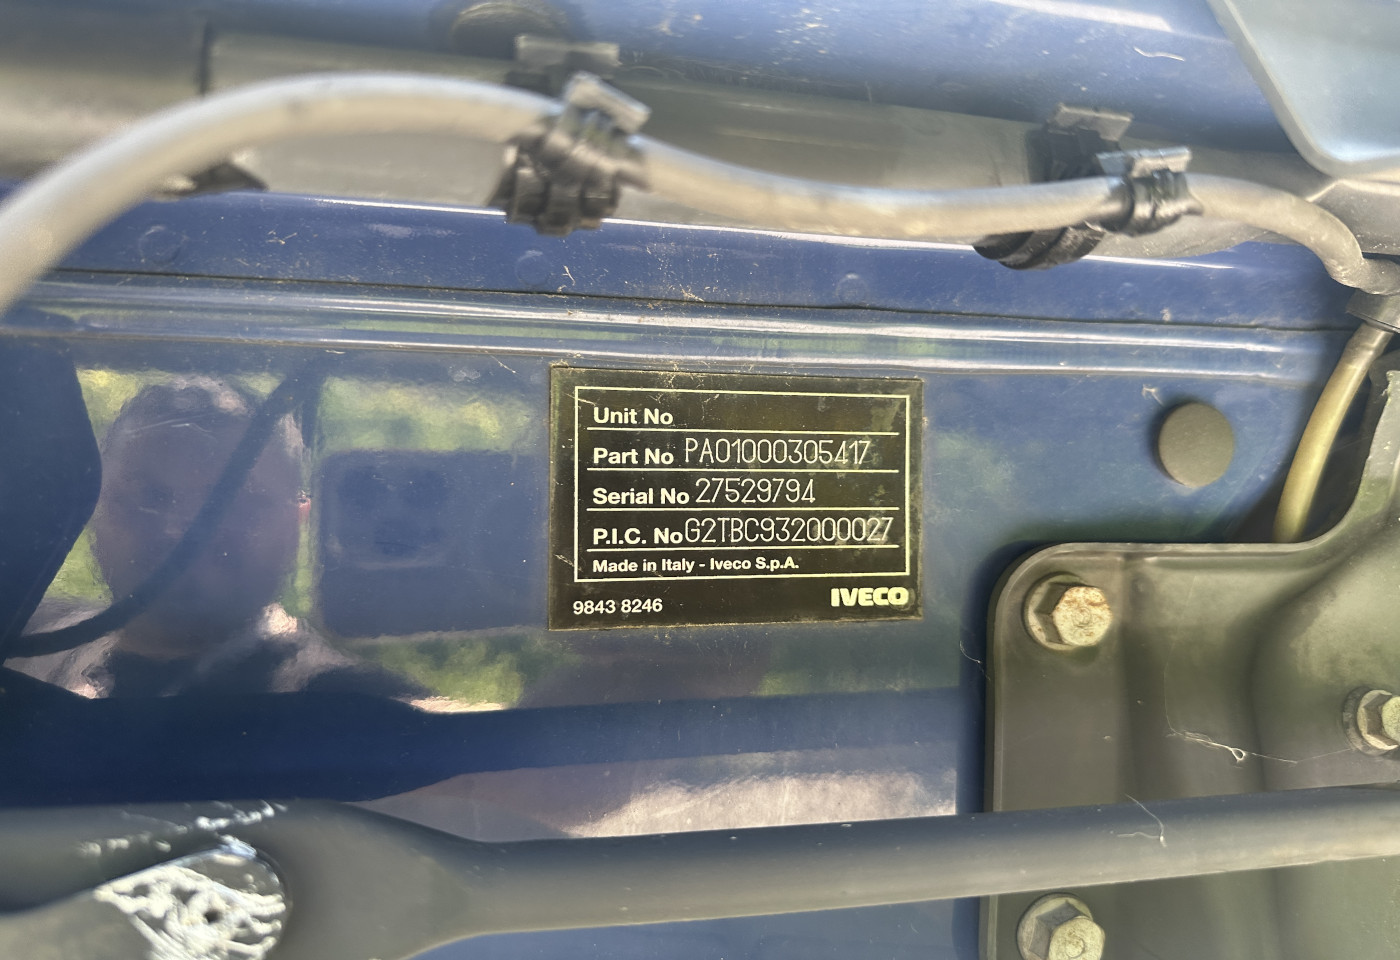 Unit No
Part No PA01000305417
Serial No 27529794
P.I.C. No G2TBC932000027
Made in Italy - Iveco S.p.A.
9843 8246 IVECO